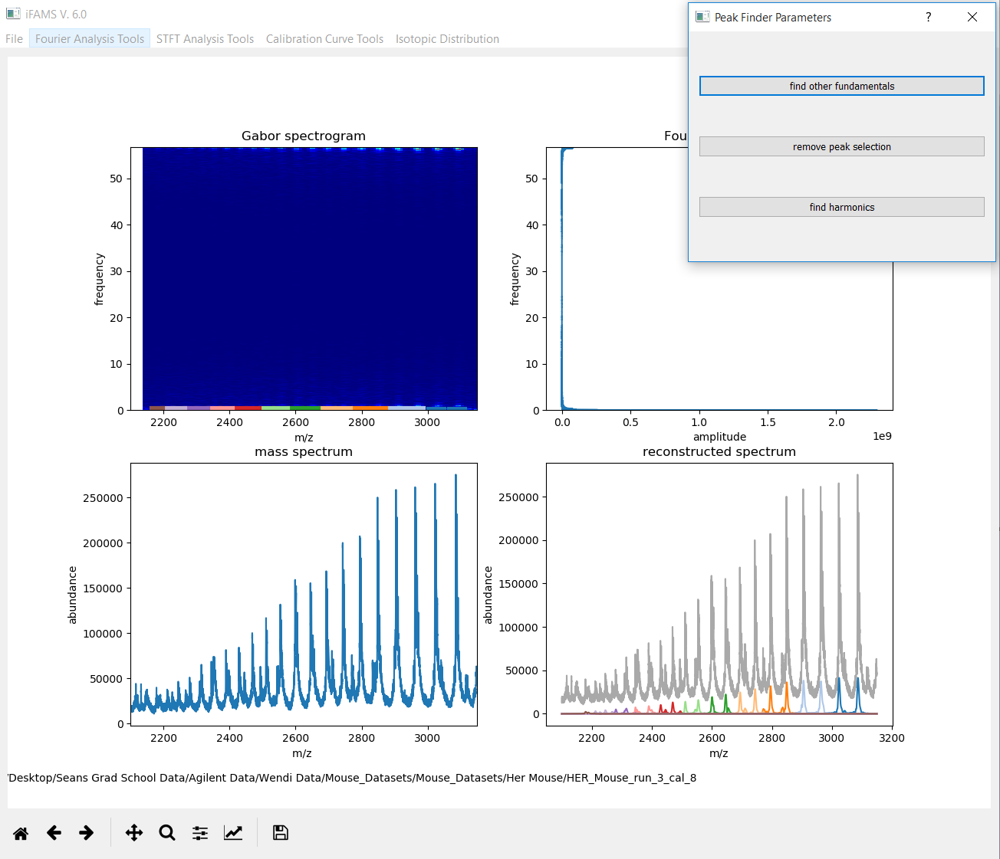 iFAMS V. 6.0
File Fourier Analysis Tools STFT Analysis Tools Calibration Curve Tools Isotopic Distribution
Peak Finder Parameters ?
find other fundamentals
remove peak selection
find harmonics
Gabor spectrogram
frequency
50
40
30
20
10
0
2200 2400 2600 2800 3000
m/z
Fou
frequency
50
40
30
20
10
0
0.0 0.5 1.0 1.5 2.0
amplitude
1e9
mass spectrum
abundance
250000
200000
150000
100000
50000
0
2200 2400 2600 2800 3000
m/z
reconstructed spectrum
abundance
250000
200000
150000
100000
50000
0
2200 2400 2600 2800 3000 3200
m/z
/Desktop/Seans Grad School Data/Agilent Data/Wendi Data/Mouse_Datasets/Mouse_Datasets/Her Mouse/HER_Mouse_run_3_cal_8